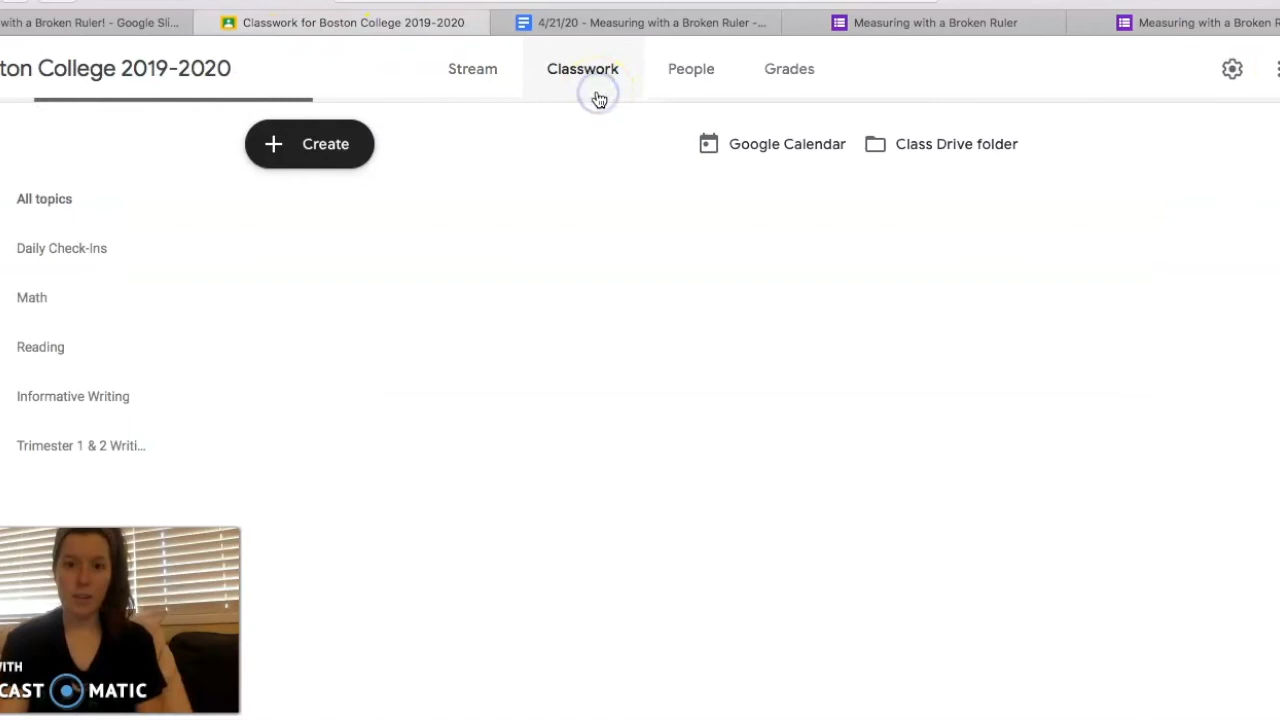 with a Broken Ruler! - Google Sli...
Classwork for Boston College 2019-2020
4/21/20 - Measuring with a Broken Ruler -...
Measuring with a Broken Ruler
Measuring with a Broken R
ton College 2019-2020
Stream
Classwork
People
Grades
+ Create
Google Calendar
Class Drive folder
All topics
Daily Check-Ins
Math
Reading
Informative Writing
Trimester 1 & 2 Writi...
WITH
CAST MATIC